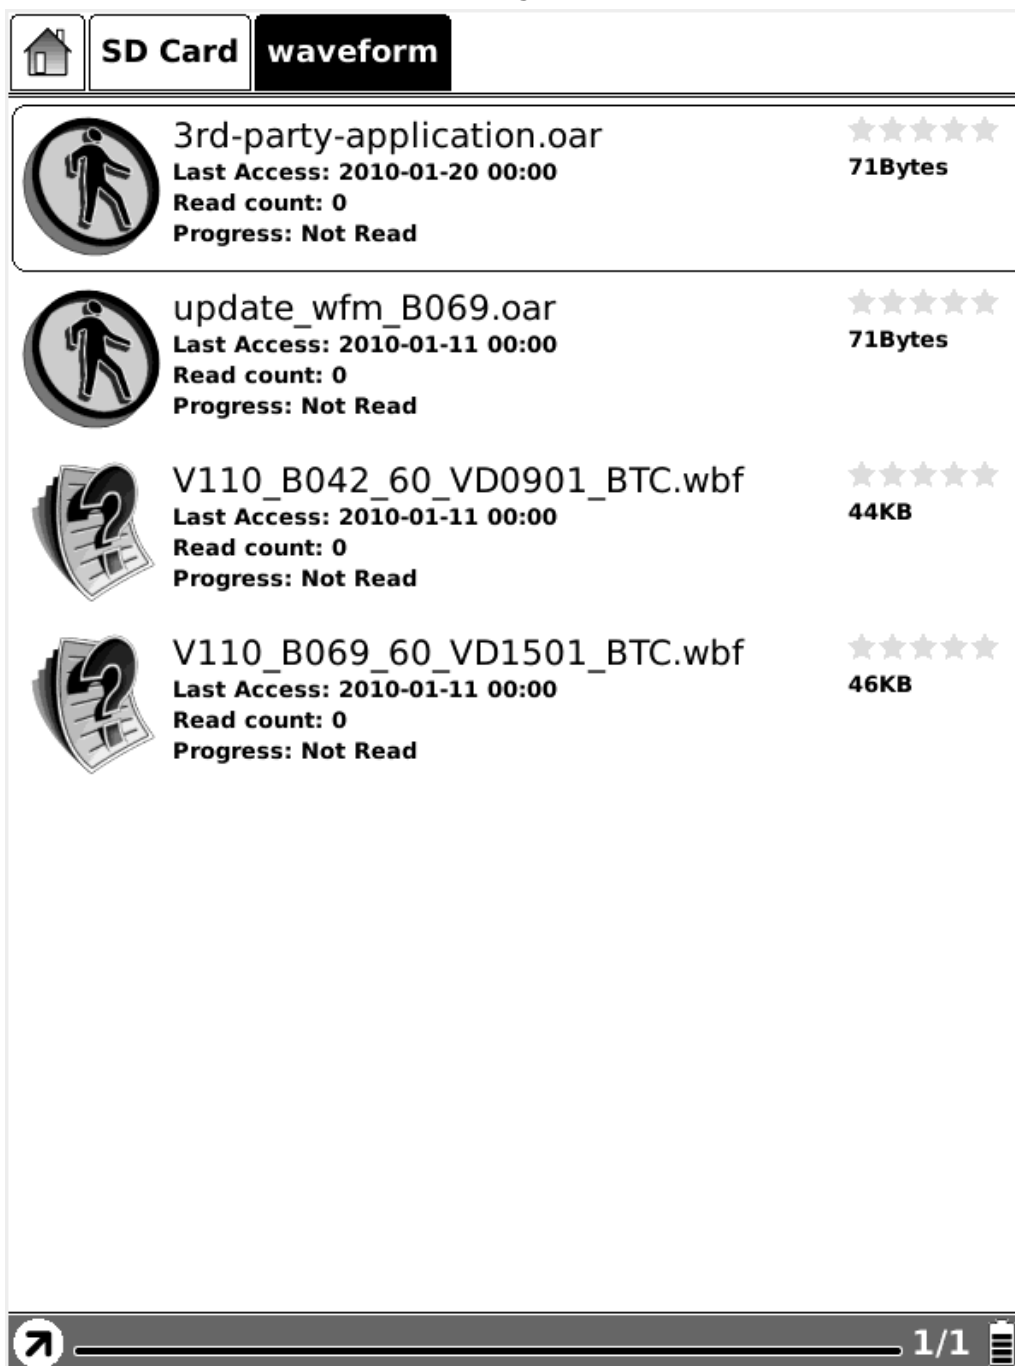 SD Card waveform
3rd-party-application.oar
71Bytes
Last Access: 2010-01-20 00:00
Read count: 0
Progress: Not Read
update_wfm_B069.oar
71Bytes
Last Access: 2010-01-11 00:00
Read count: 0
Progress: Not Read
V110_B042_60_VD0901_BTC.wbf
44KB
Last Access: 2010-01-11 00:00
Read count: 0
Progress: Not Read
V110_B069_60_VD1501_BTC.wbf
46KB
Last Access: 2010-01-11 00:00
Read count: 0
Progress: Not Read
1/1